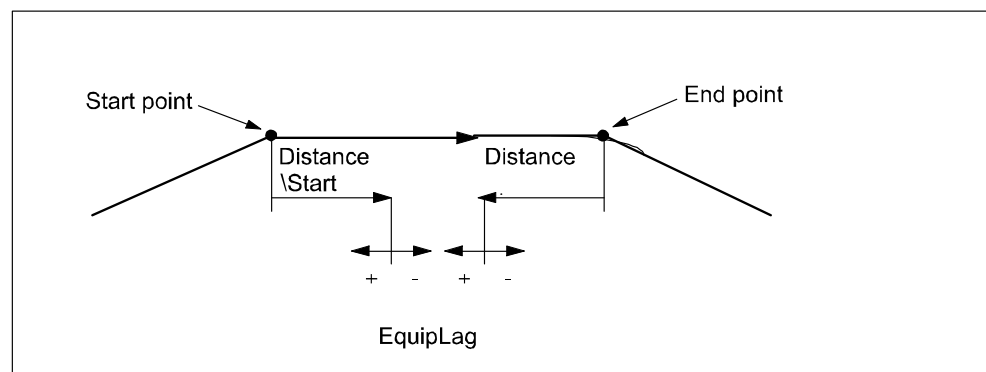 Start point
End point
Distance
\Start
Distance
+ - + -
EquipLag